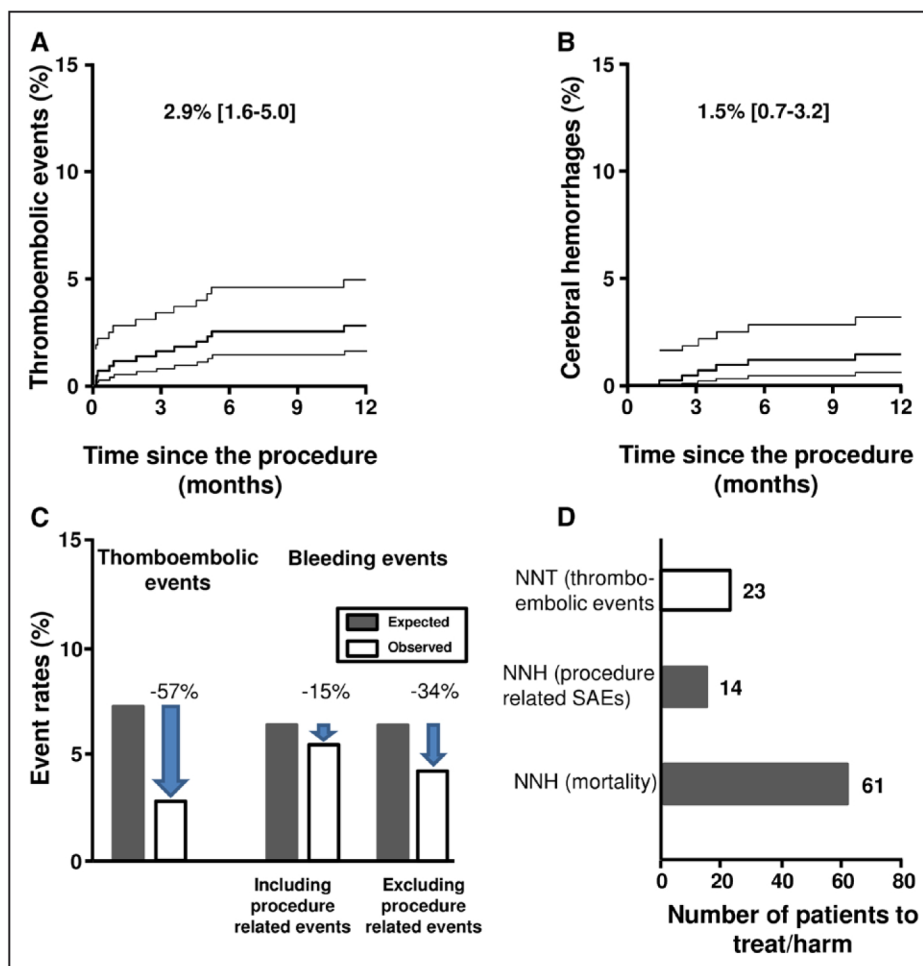 A
15
10
5
0
Thromboembolic events (%)
2.9% [1.6-5.0]
0 3 6 9 12
Time since the procedure
(months)
B
15
10
5
0
Cerebral hemorrhages (%)
1.5% [0.7-3.2]
0 3 6 9 12
Time since the procedure
(months)
C
15
10
5
0
Event rates (%)
Thomboembolic
events
Bleeding events
Expected
Observed
-57%
-15%
-34%
Including
procedure
related events
Excluding
procedure
related events
D
NNT (thrombo-
embolic events
23
NNH (procedure
related SAEs)
14
NNH (mortality)
61
0 20 40 60 80
Number of patients to
treat/harm